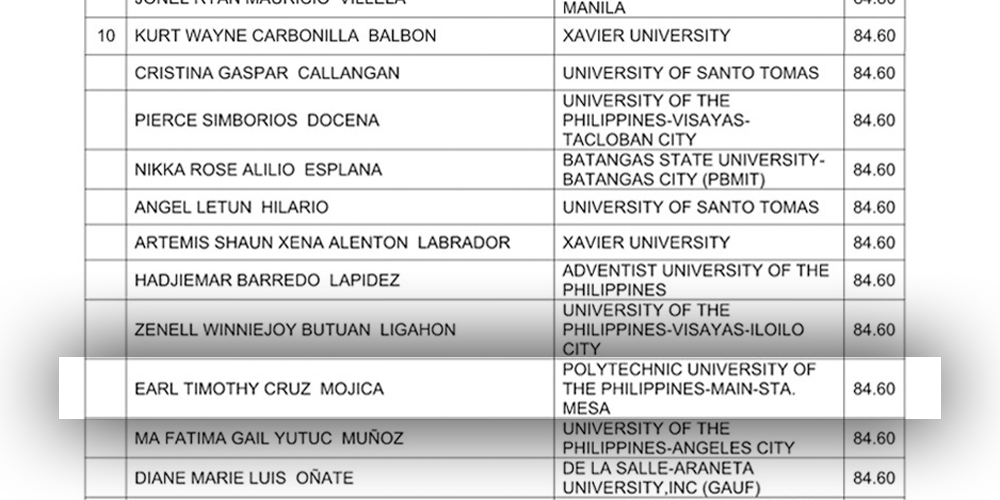 MANILA
10 KURT WAYNE CARBONILLA BALBON XAVIER UNIVERSITY 84.60
CRISTINA GASPAR CALLANGAN UNIVERSITY OF SANTO TOMAS 84.60
PIERCE SIMBORIOS DOCENA UNIVERSITY OF THE
PHILIPPINES-VISAYAS-
TACLOBAN CITY 84.60
NIKKA ROSE ALILIO ESPLANA BATANGAS STATE UNIVERSITY-
BATANGAS CITY (PBMIT) 84.60
ANGEL LETUN HILARIO UNIVERSITY OF SANTO TOMAS 84.60
ARTEMIS SHAUN XENA ALENTON LABRADOR XAVIER UNIVERSITY 84.60
HADJIEMAR BARREDO LAPIDEZ ADVENTIST UNIVERSITY OF THE
PHILIPPINES 84.60
ZENELL WINNIEJOY BUTUAN LIGAHON UNIVERSITY OF THE
PHILIPPINES-VISAYAS-ILOILO
CITY 84.60
EARL TIMOTHY CRUZ MOJICA POLYTECHNIC UNIVERSITY OF
THE PHILIPPINES-MAIN-STA.
MESA 84.60
MA FATIMA GAIL YUTUC MUÑOZ UNIVERSITY OF THE
PHILIPPINES-ANGELES CITY 84.60
DIANE MARIE LUIS OÑATE DE LA SALLE-ARANETA
UNIVERSITY,INC (GAUF) 84.60